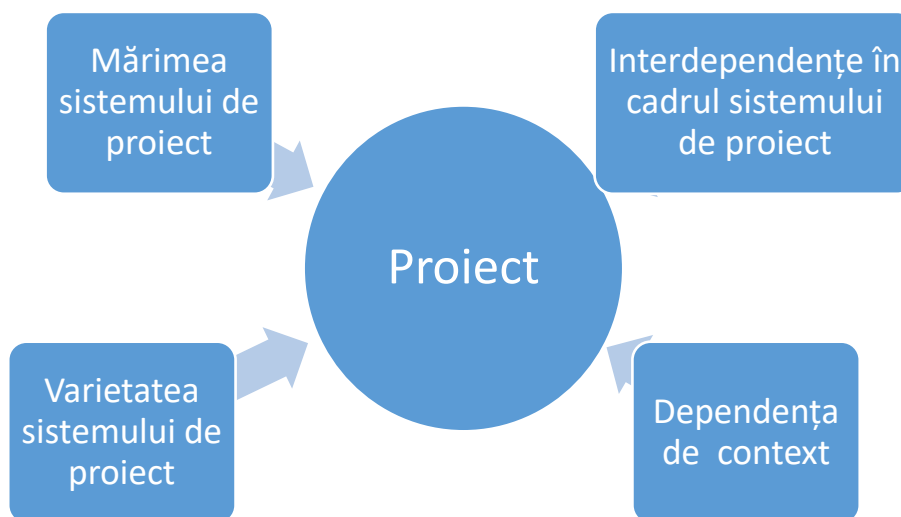 Mărimea
sistemului de
proiect
Interdependențe în
cadrul sistemului
de proiect
Proiect
Varietatea
sistemului de
proiect
Dependența
de  context